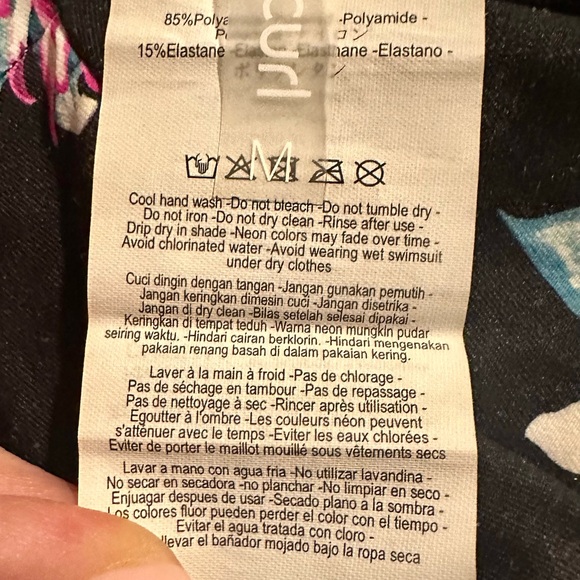 85%Polya -Polyamide -
コン
15%Elastane -Elas Elasthane -Elastano -
curl
M
Cool hand wash -Do not bleach -Do not tumble dry -
Do not iron -Do not dry clean -Rinse after use -
Drip dry in shade -Neon colors may fade over time -
Avoid chlorinated water -Avoid wearing wet swimsuit
under dry clothes
Cuci dingin dengan tangan -Jangan gunakan pemutih -
Jangan keringkan dimesin cuci -Jangan disetrika -
Jangan di dry clean -Bilas setelah selesai dipakai -
Keringkan di tempat teduh -Warna neon mungkin pudar
seiring waktu. -Hindari cairan berklorin. -Hindari mengenakan
pakaian renang basah di dalam pakaian kering.
Laver à la main à froid -Pas de chlorage -
Pas de séchage en tambour -Pas de repassage -
Pas de nettoyage à sec -Rincer après utilisation -
Egoutter à l'ombre -Les couleurs néon peuvent
s'atténuer avec le temps -Eviter les eaux chlorées -
Eviter de porter le maillot mouillé sous vêtements secs
Lavar a mano con agua fria -No utilizar lavandina -
No secar en secadora -no planchar -No limpiar en seco -
Enjuagar despues de usar -Secado plano a la sombra -
Los colores fluor pueden perder el color con el tiempo -
Evitar el agua tratada con cloro -
llevar el bañador mojado bajo la ropa seca